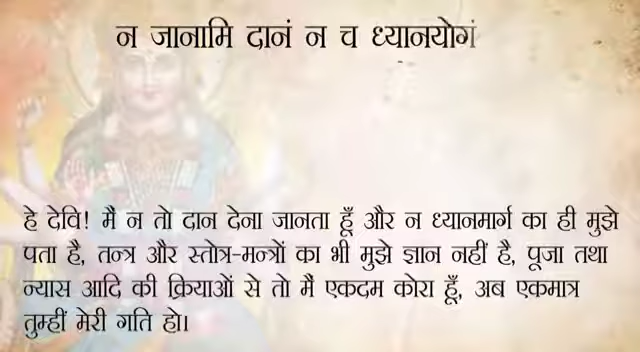 न जानामि दानं न च ध्यानयोगं
हे देवि! मैं न तो दान देना जानता हूँ और न ध्यानमार्ग का ही मुझे
पता है, तन्त्र और स्तोत्र-मन्त्रों का भी मुझे ज्ञान नहीं है, पूजा तथा
न्यास आदि की क्रियाओं से तो मैं एकदम कोरा हूँ, अब एकमात्र
तुम्हीं मेरी गति हो।